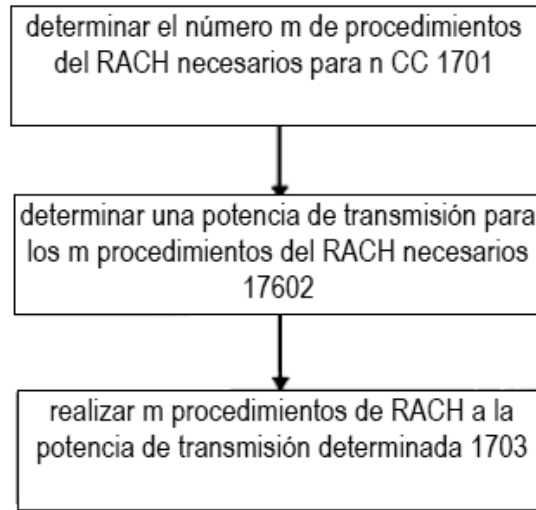 determinar el número m de procedimientos
del RACH necesarios para n CC 1701
determinar una potencia de transmisión para
los m procedimientos del RACH necesarios
17602
realizar m procedimientos de RACH a la
potencia de transmisión determinada 1703